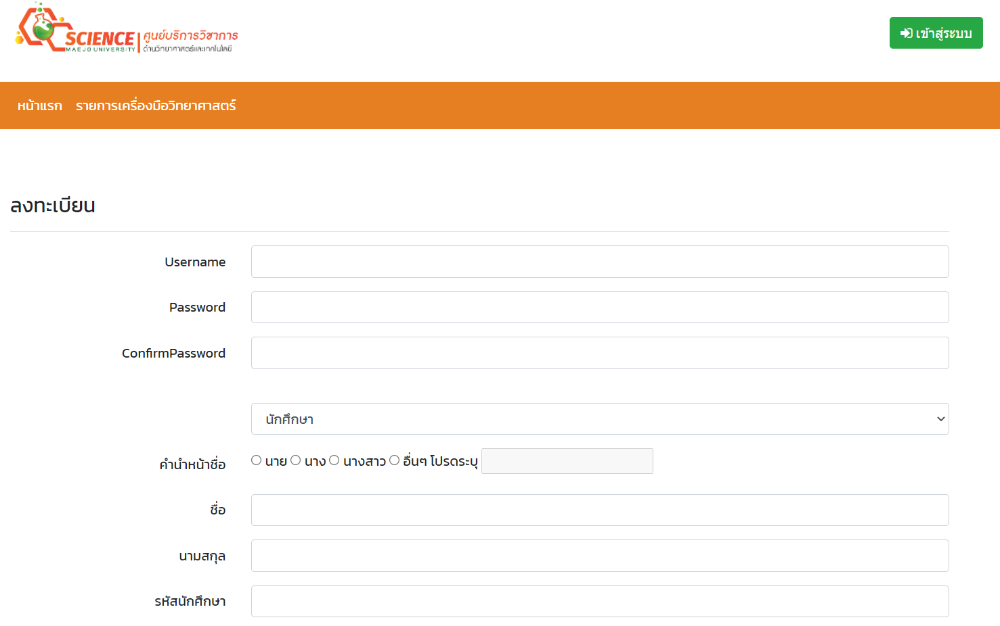 SCIENCE
MAEJO UNIVERSITY
ศูนย์บริการวิชาการ
ด้านวิทยาศาสตร์และเทคโนโลยี
เข้าสู่ระบบ
หน้าแรก รายการเครื่องมือวิทยาศาสตร์
ลงทะเบียน
Username
Password
ConfirmPassword
นักศึกษา
คำนำหน้าชื่อ นาย นาง นางสาว อื่นๆ โปรดระบุ
ชื่อ
นามสกุล
รหัสนักศึกษา